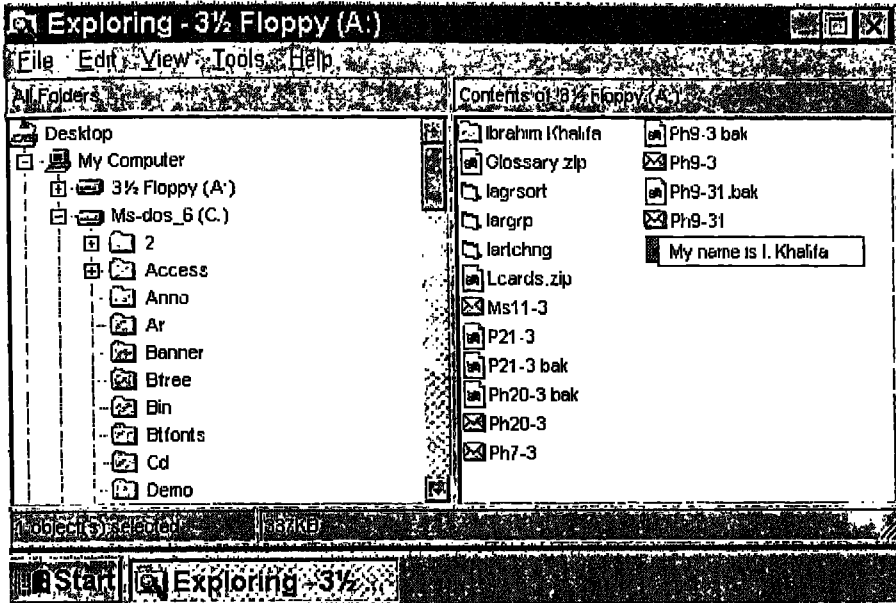 Exploring - 3½ Floppy (A:)
File Edit View Tools Help
All Folders
Contents of '3½ Floppy (A:)'
Desktop
My Computer
3½ Floppy (A:)
Ms-dos_6 (C:)
2
Access
Anno
Ar
Banner
Btree
Bin
Btfonts
Cd
Demo
Ibrahim Khalifa
Glossary.zip
Iagrsort
Iargrp
Iarlchng
Lcards.zip
Ms11-3
P21-3
P21-3 bak
Ph20-3 bak
Ph20-3
Ph7-3
Ph9-3 bak
Ph9-3
Ph9-31.bak
Ph9-31
My name is I. Khalifa
1 object(s) selected
337KB
Start
Exploring - 3½